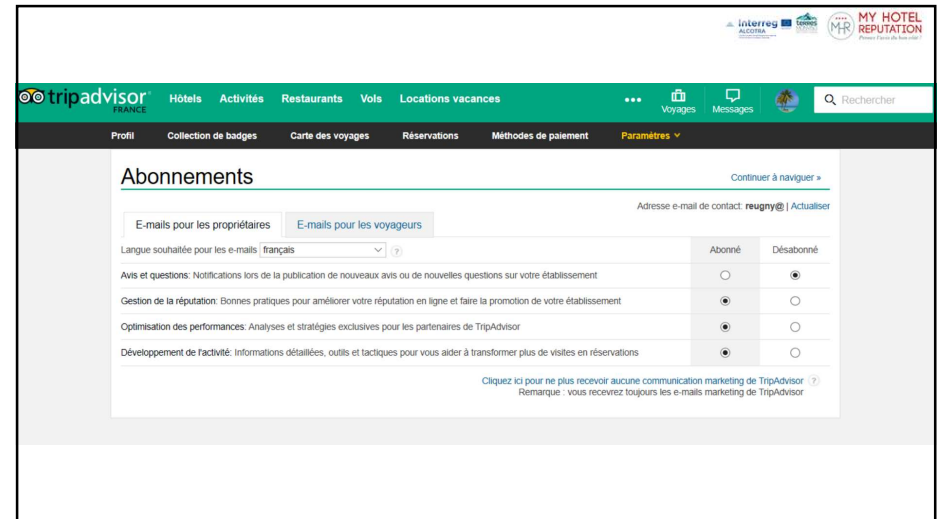 Interreg
ALCOTRA
MY HOTEL
REPUTATION
MHR
Prenez l'avis du bon côté !
tripadvisor
FRANCE
Hôtels Activités Restaurants Vols Locations vacances
Voyages Messages Rechercher
Profil Collection de badges Carte des voyages Réservations Méthodes de paiement Paramètres
Abonnements
Continuer à naviguer »
Adresse e-mail de contact: reugny@ | Actualiser
E-mails pour les propriétaires E-mails pour les voyageurs
Langue souhaitée pour les e-mails français ? Abonné Désabonné
Avis et questions: Notifications lors de la publication de nouveaux avis ou de nouvelles questions sur votre établissement
Gestion de la réputation: Bonnes pratiques pour améliorer votre réputation en ligne et faire la promotion de votre établissement
Optimisation des performances: Analyses et stratégies exclusives pour les partenaires de TripAdvisor
Développement de l'activité: Informations détaillées, outils et tactiques pour vous aider à transformer plus de visites en réservations
Cliquez ici pour ne plus recevoir aucune communication marketing de TripAdvisor ?
Remarque : vous recevrez toujours les e-mails marketing de TripAdvisor